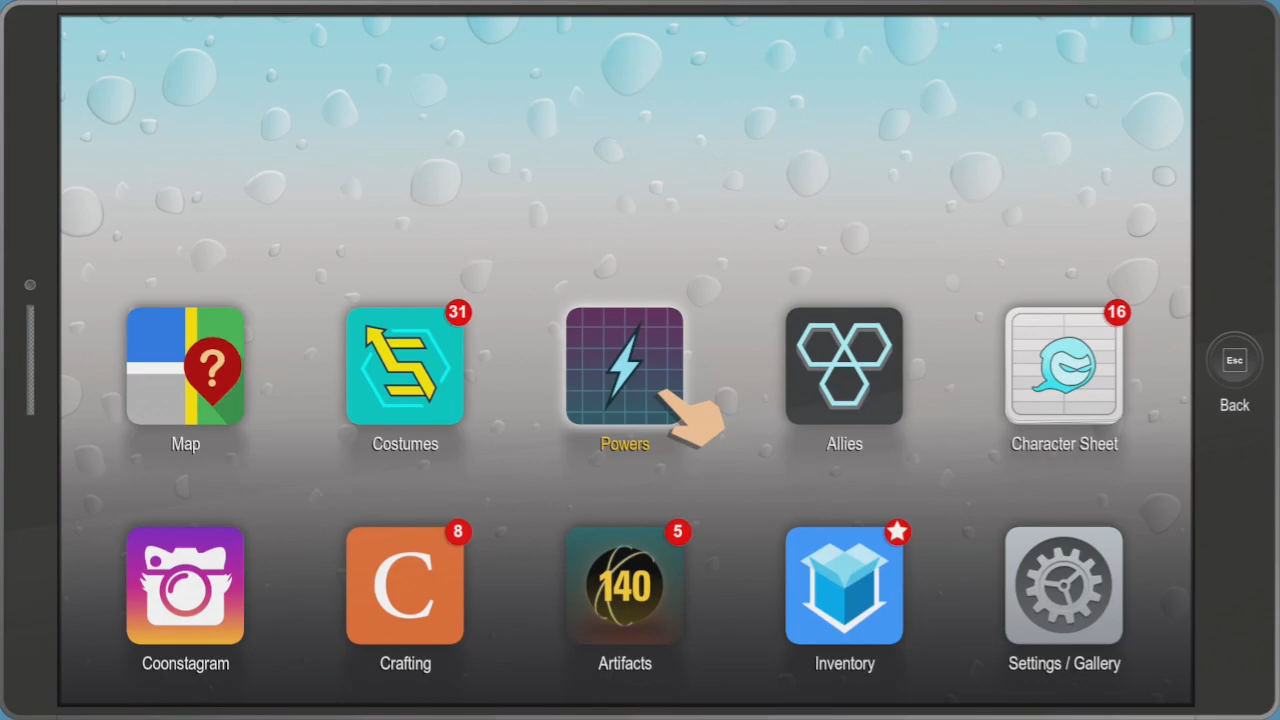 31
16
?
Esc
Back
Map
Costumes
Powers
Allies
Character Sheet
8
5
C
140
Coonstagram
Crafting
Artifacts
Inventory
Settings / Gallery